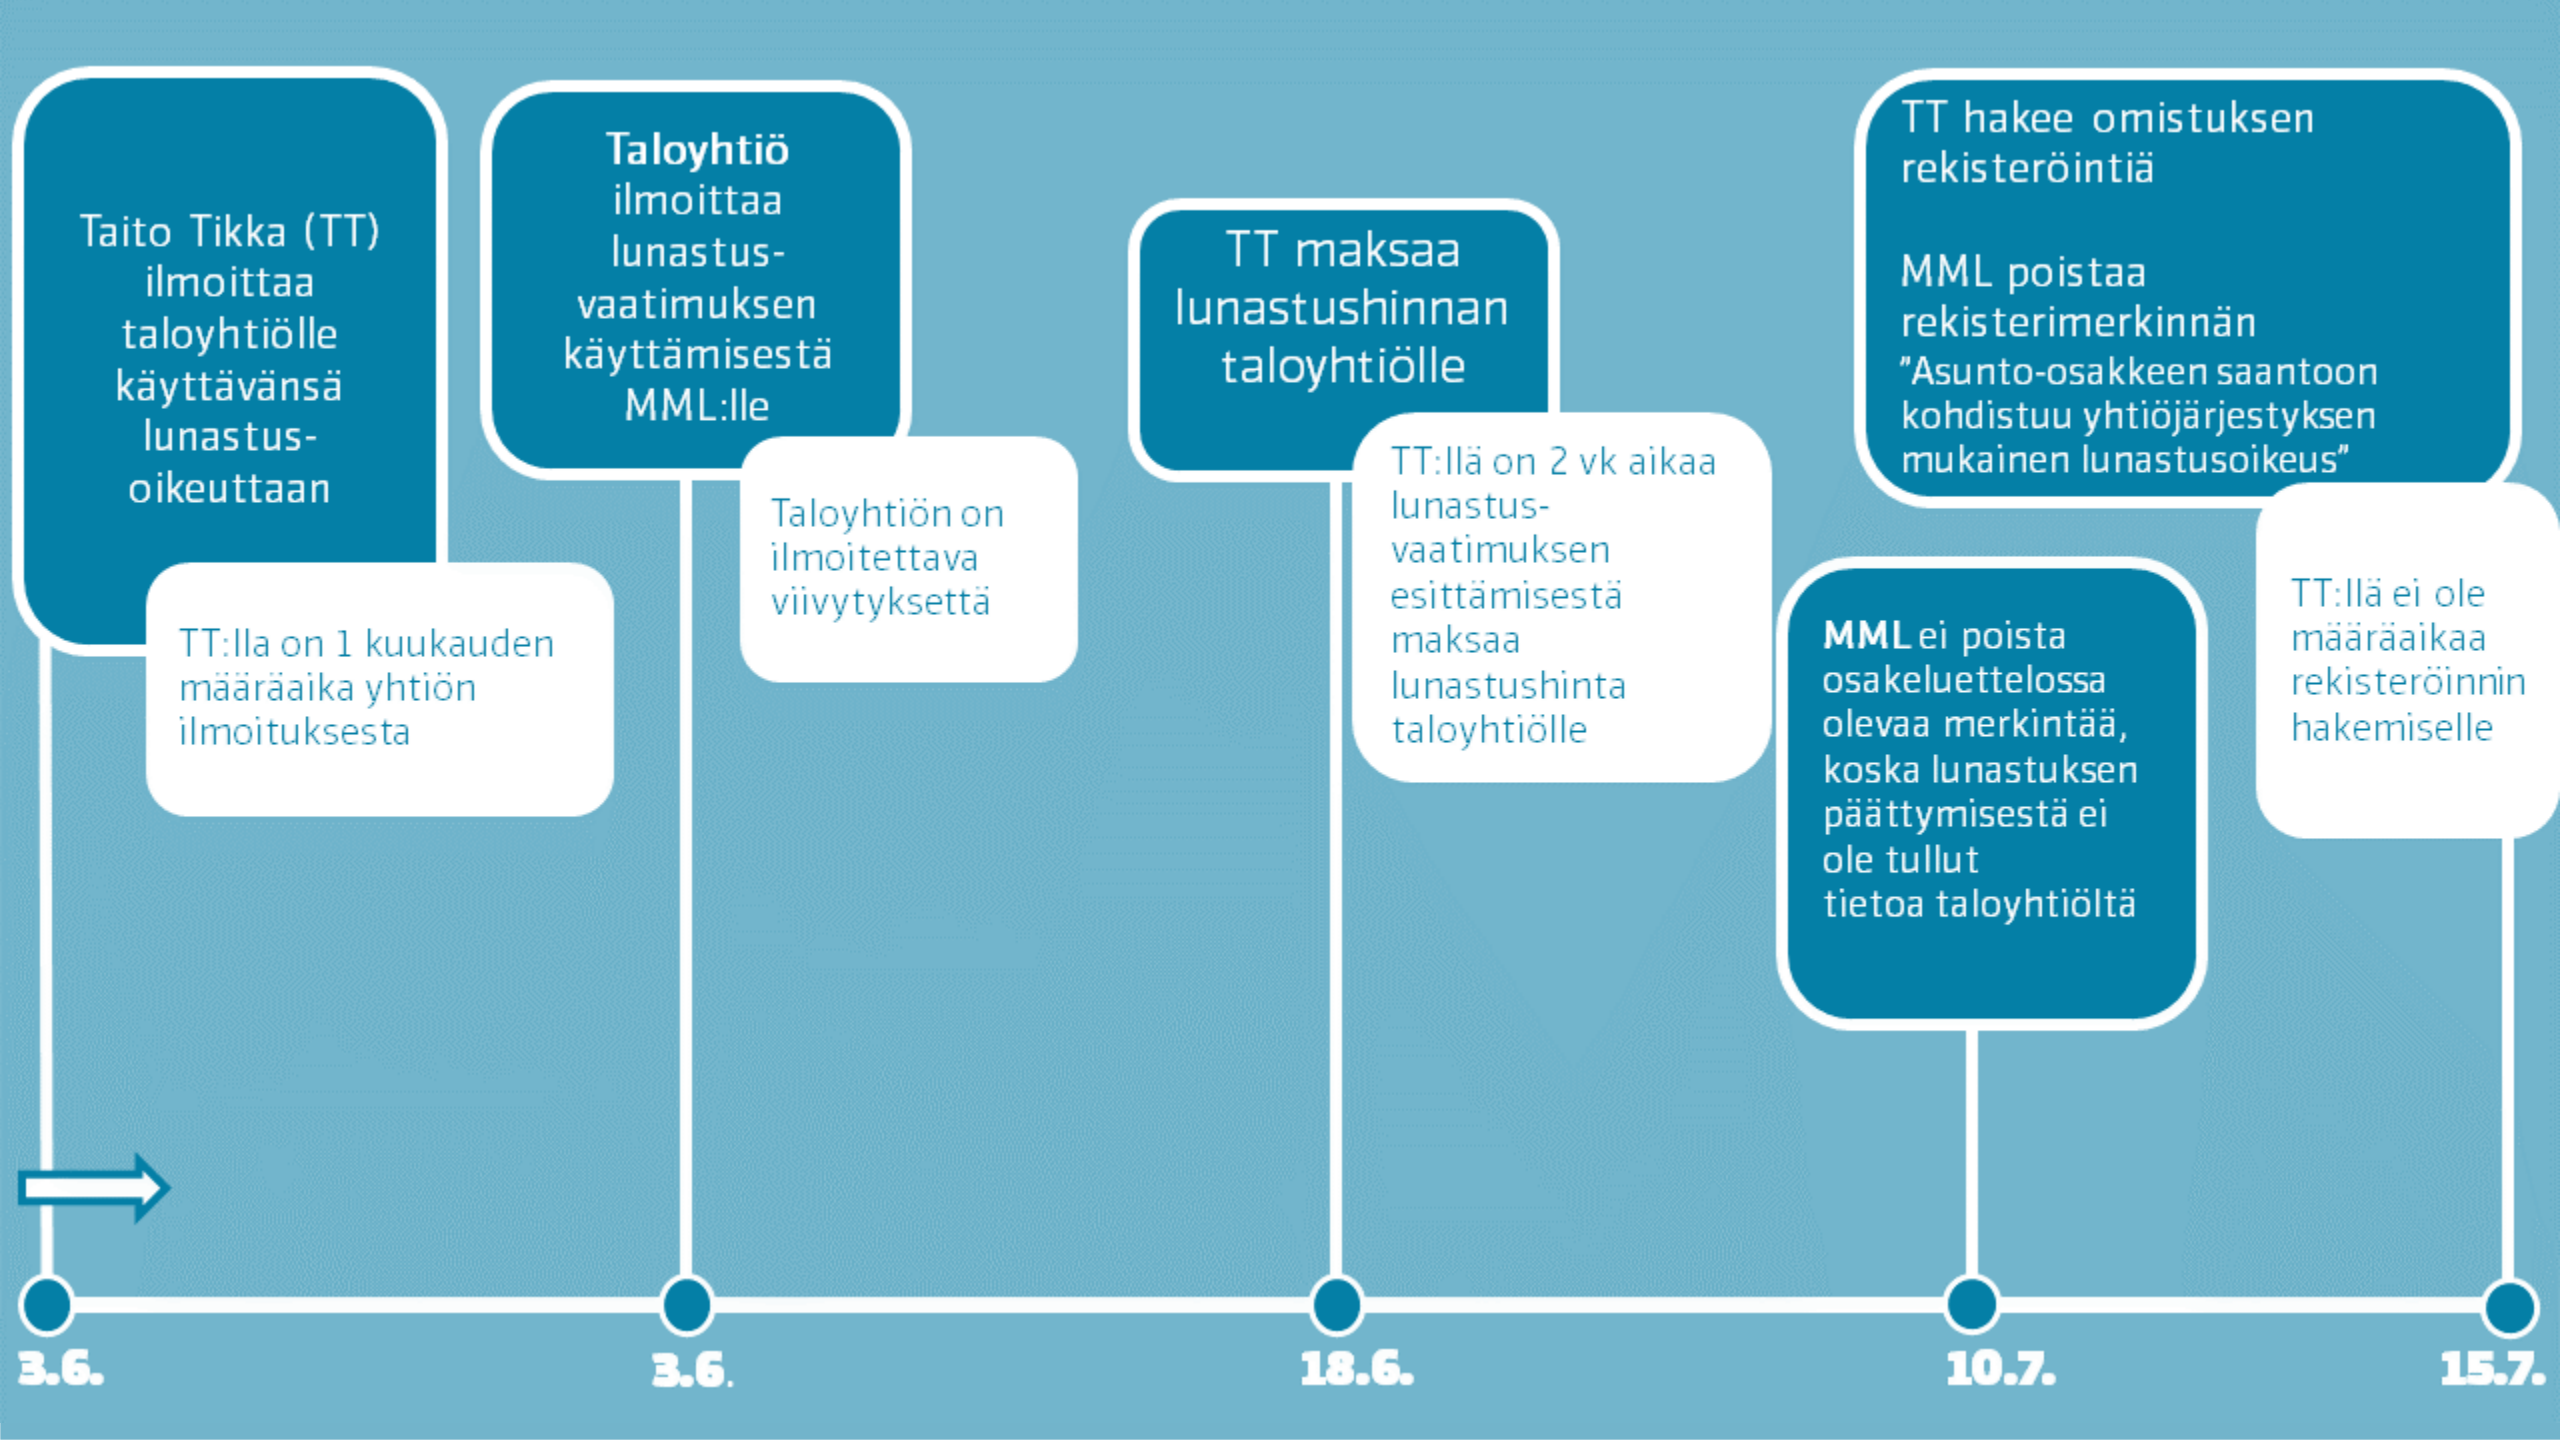 Taito Tikka (TT)
ilmoittaa
taloyhtiölle
käyttävänsä
lunastus-
oikeuttaan
TT:lla on 1 kuukauden
määräaika yhtiön
ilmoituksesta
Taloyhtiö
ilmoittaa
lunastus-
vaatimuksen
käyttämisestä
MML:lle
Taloyhtiön on
ilmoitettava
viivytyksettä
TT maksaa
lunastushinnan
taloyhtiölle
TT:llä on 2 vk aikaa
lunastus-
vaatimuksen
esittämisestä
maksaa
lunastushinta
taloyhtiölle
MML ei poista
osakeluettelossa
olevaa merkintää,
koska lunastuksen
päättymisestä ei
ole tullut
tietoa taloyhtiöltä
TT hakee omistuksen
rekisteröintiä
MML poistaa
rekisterimerkinnän
”Asunto-osakkeen saantoon
kohdistuu yhtiöjärjestyksen
mukainen lunastusoikeus”
TT:llä ei ole
määräaikaa
rekisteröinnin
hakemiselle
3.6.
3.6.
18.6.
10.7.
15.7.